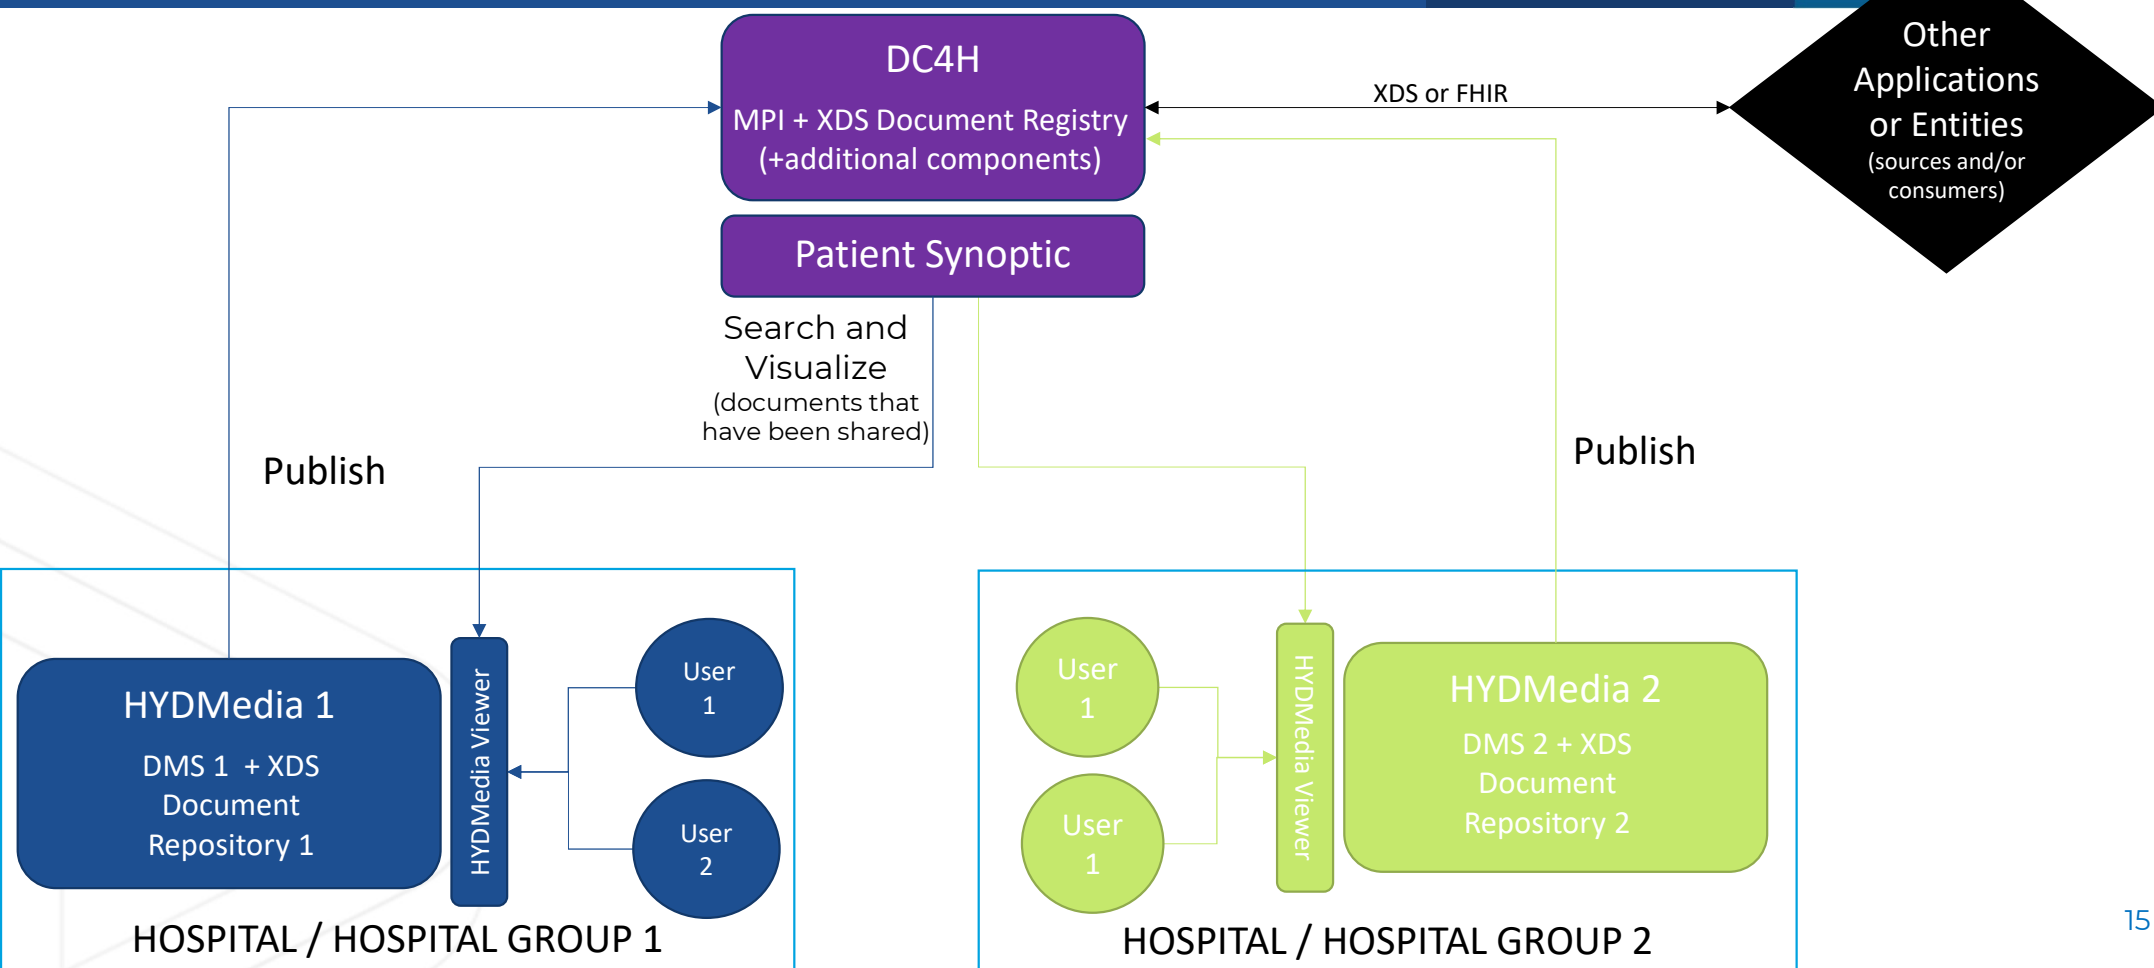 DC4H
MPI + XDS Document Registry
(+additional components)
XDS or FHIR
Other
Applications
or Entities
(sources and/or
consumers)
Patient Synoptic
Search and
Visualize
(documents that
have been shared)
Publish
Publish
HYDMedia 1
DMS 1 + XDS
Document
Repository 1
HYDMedia Viewer
User
1
User
2
HOSPITAL / HOSPITAL GROUP 1
User
1
User
1
HYDMedia Viewer
HYDMedia 2
DMS 2 + XDS
Document
Repository 2
HOSPITAL / HOSPITAL GROUP 2
15